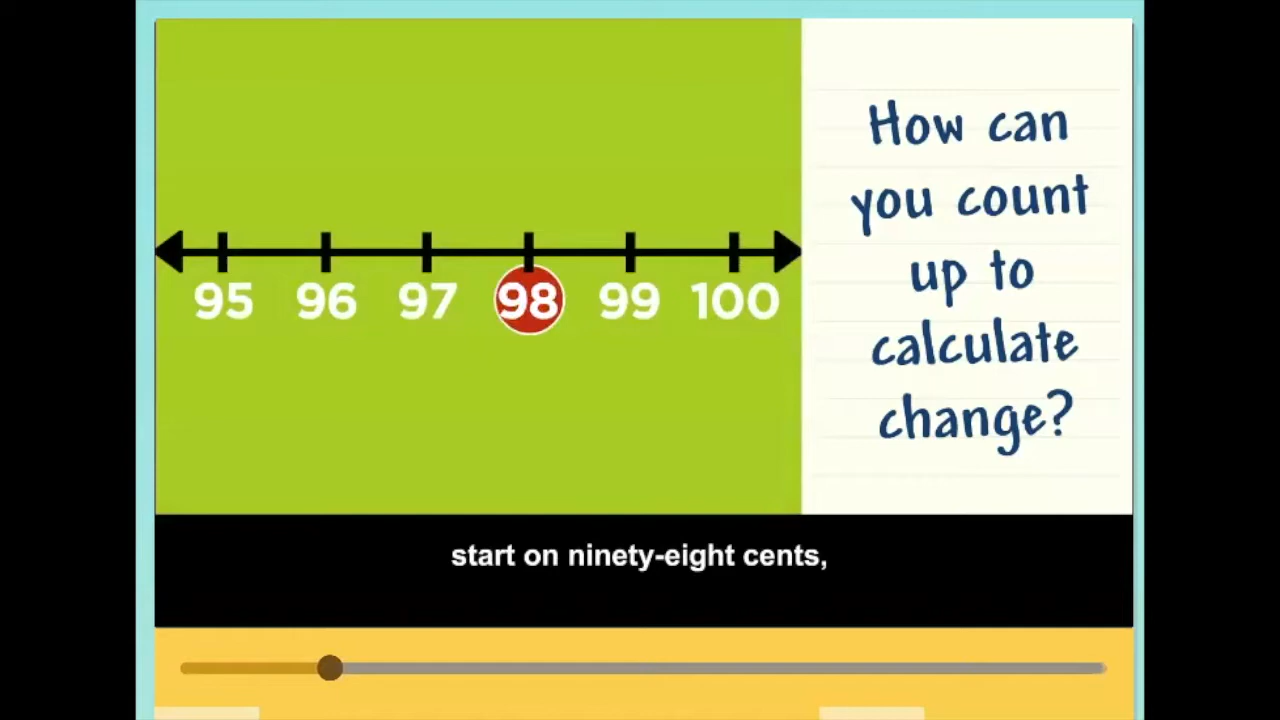 How can
you count
up to
calculate
change?
95 96 97 98 99 100
start on ninety-eight cents,